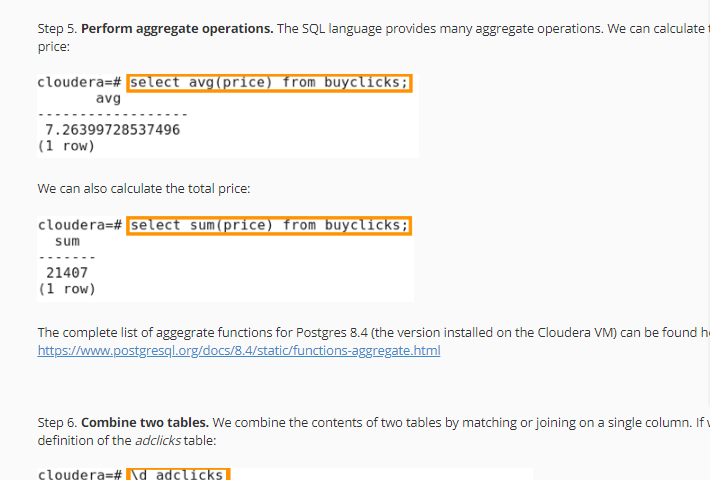 Step 5. Perform aggregate operations. The SQL language provides many aggregate operations. We can calculate
price:
cloudera=# select avg(price) from buyclicks;
avg
------------------
7.26399728537496
(1 row)
We can also calculate the total price:
cloudera=# select sum(price) from buyclicks;
sum
-------
21407
(1 row)
The complete list of aggegrate functions for Postgres 8.4 (the version installed on the Cloudera VM) can be found
https://www.postgresql.org/docs/8.4/static/functions-aggregate.html
Step 6. Combine two tables. We combine the contents of two tables by matching or joining on a single column. If
definition of the adclicks table:
cloudera=# \d adclicks